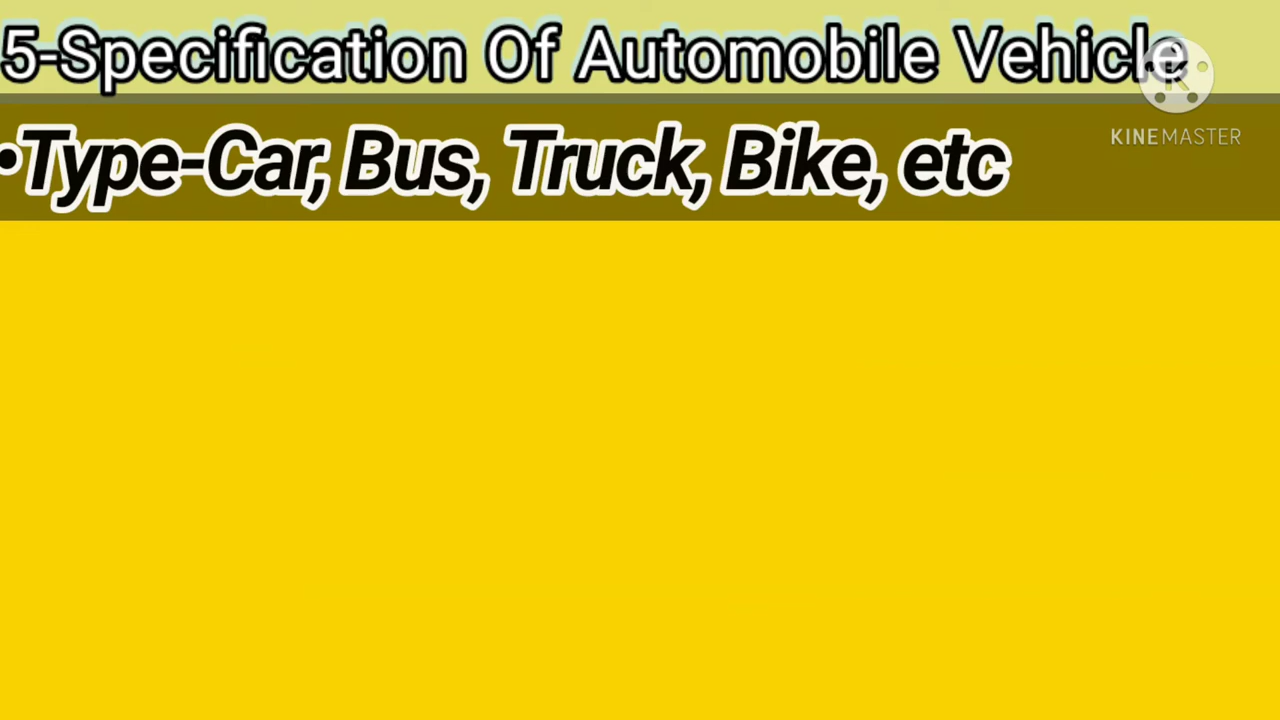 5-Specification Of Automobile Vehicle
•Type-Car, Bus, Truck, Bike, etc
K
KINEMASTER